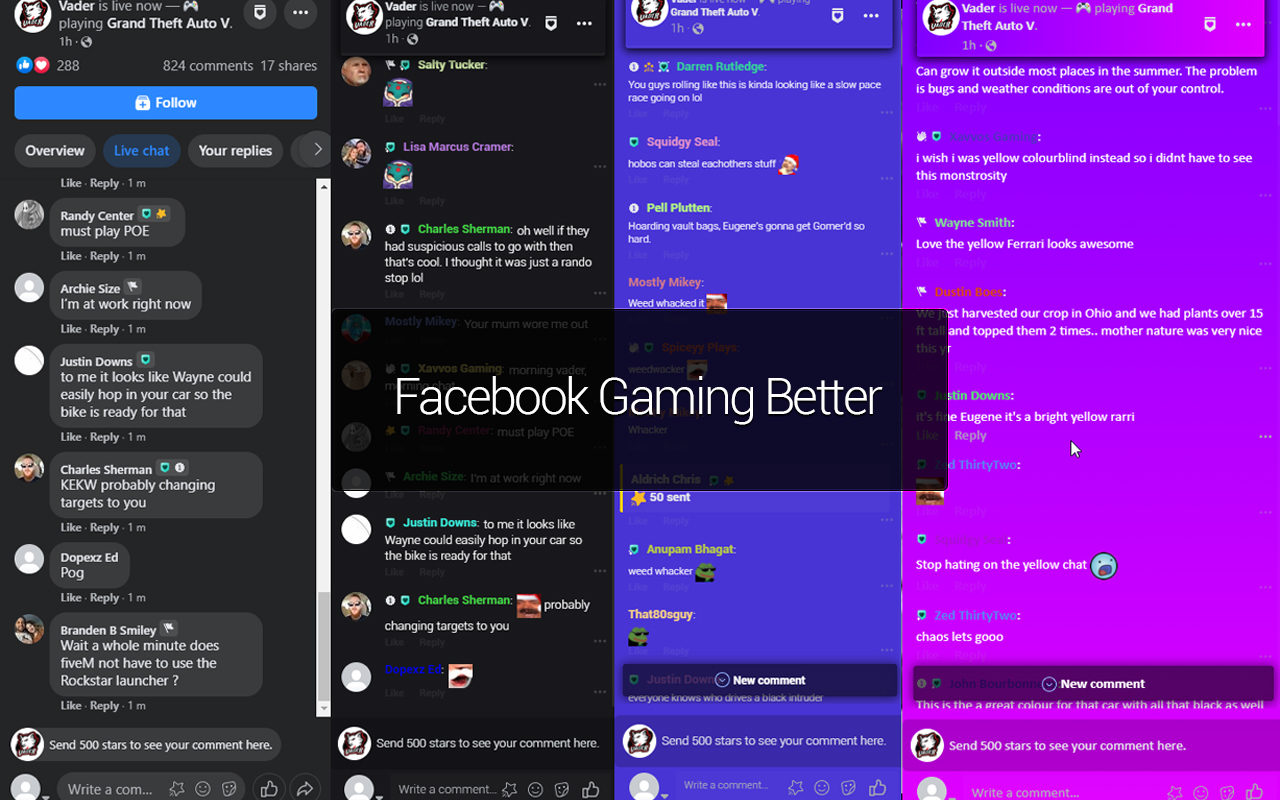 Vader is live now — 🎮
playing Grand Theft Auto V.
1h ·
288
824 comments 17 shares
Follow
Overview
Live chat
Your replies
Like · Reply · 1 m
Randy Center
must play POE
Like · Reply · 1 m
Archie Size
I'm at work right now
Like · Reply · 1 m
Justin Downs
to me it looks like Wayne could
easily hop in your car so the
bike is ready for that
Like · Reply · 1 m
Charles Sherman
KEKW probably changing
targets to you
Like · Reply · 1 m
Dopexz Ed
Pog
Like · Reply · 1 m
Branden B Smiley
Wait a whole minute does
fiveM not have to use the
Rockstar launcher ?
Like · Reply · 1 m
Send 500 stars to see your comment here.
Write a com...
Vader is live now — 🎮
playing Grand Theft Auto V.
1h ·
Salty Tucker:
Like Reply
Lisa Marcus Cramer:
Like Reply
Charles Sherman: oh well if they
had suspicious calls to go with then
that's cool. I thought it was just a rando
stop lol
Like Reply
Mostly Mikey: Your mum wore me out
Xavvos Gaming: morning vader,
morning chat
Randy Center: must play POE
Archie Size: I'm at work right now
Like Reply
Justin Downs: to me it looks like
Wayne could easily hop in your car so
the bike is ready for that
Like Reply
Charles Sherman: probably
changing targets to you
Like Reply
Dopexz Ed:
Like Reply
Send 500 stars to see your comment here.
Write a comment...
Vader is live now — 🎮 playing
Grand Theft Auto V.
1h ·
Darren Rutledge:
You guys rolling like this is kinda looking like a slow pace
race going on lol
Like Reply
Squidgy Seal:
hobos can steal eachothers stuff
Like Reply
Pell Plutten:
Hoarding vault bags, Eugene's gonna get Gomer'd so
hard.
Like Reply
Mostly Mikey:
Weed whacked it
Spiceyy Playa:
weedwacker
Whacker
Aldrich Chris
50 sent
Like Reply
Anupam Bhagat:
weed whacker
Like Reply
That80sguy:
Like Reply
Justin Down
New comment
everyone knows who drives a black intruder
Send 500 stars to see your comment here.
Write a comment...
Vader is live now — 🎮 playing Grand
Theft Auto V.
1h ·
Can grow it outside most places in the summer. The problem
is bugs and weather conditions are out of your control.
Like Reply
i wish i was yellow colourblind instead so i didnt have to see
this monstrosity
Like Reply
Wayne Smith:
Love the yellow Ferrari looks awesome
Like Reply
Dustin Boes:
We just harvested our crop in Ohio and we had plants over 15
ft tall and topped them 2 times.. mother nature was very nice
this yr
Like Reply
Justin Downs:
it's fine Eugene it's a bright yellow rarri
Like Reply
Zed ThirtyTwo:
Like Reply
Stop hating on the yellow chat
Like Reply
Zed ThirtyTwo:
chaos lets gooo
Like Reply
John Bourbonn
New comment
This is the a great colour for that car with all that black as well
Send 500 stars to see your comment here.
Write a comment...
Facebook Gaming Better